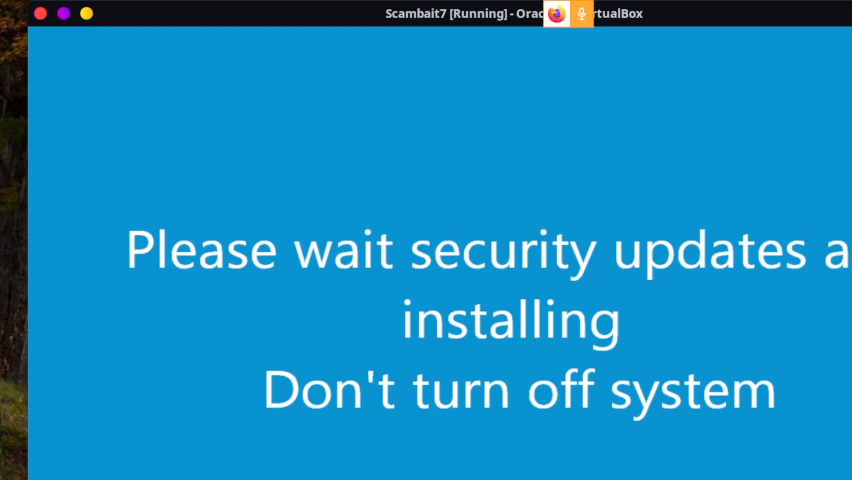 Scambait7 [Running] - Orac rtualBox
Please wait security updates a
installing
Don't turn off system